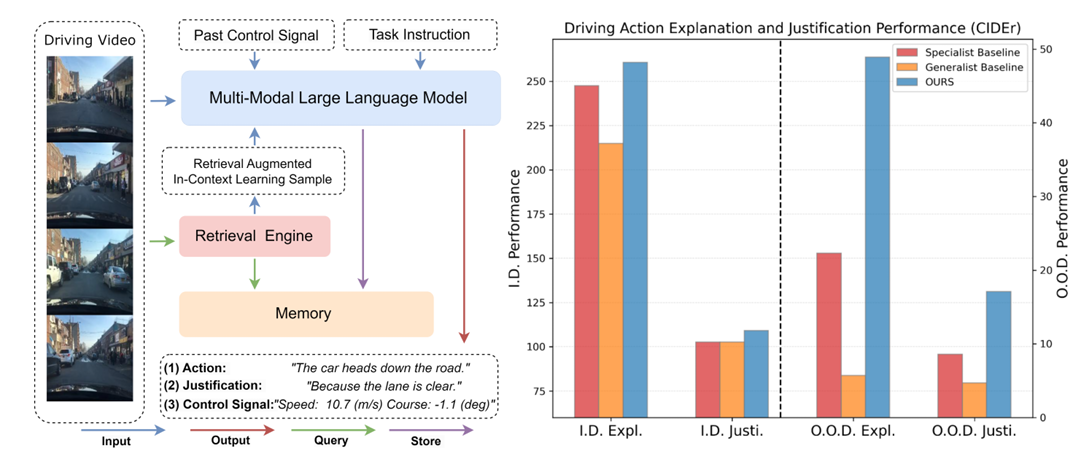 Driving Video
Past Control Signal
Task Instruction
Multi-Modal Large Language Model
Retrieval Augmented
In-Context Learning Sample
Retrieval Engine
Memory
(1) Action: "The car heads down the road."
(2) Justification: "Because the lane is clear."
(3) Control Signal:"Speed: 10.7 (m/s) Course: -1.1 (deg)"
Input
Output
Query
Store
Driving Action Explanation and Justification Performance (CIDEr)
Specialist Baseline
Generalist Baseline
OURS
I.D. Performance
250
225
200
175
150
125
100
75
50
40
30
20
10
0
O.O.D. Performance
I.D. Expl.
I.D. Justi.
O.O.D. Expl.
O.O.D. Justi.